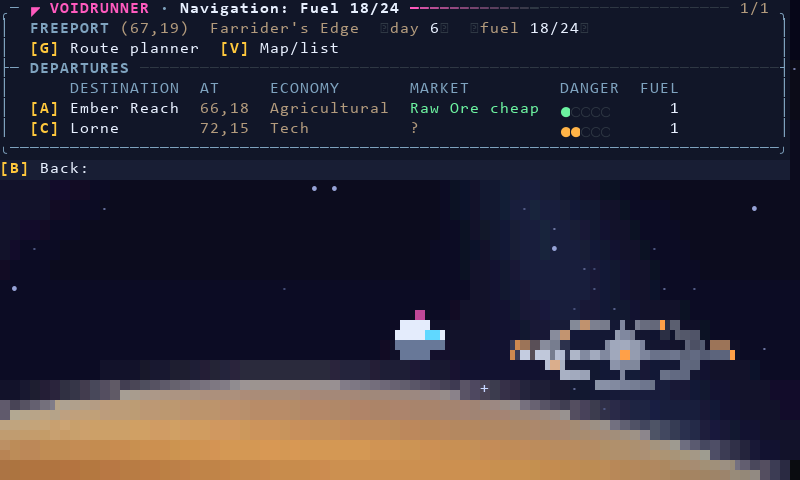 VOIDRUNNER · Navigation: Fuel 18/24 1/1
FREEPORT (67,19) Farrider's Edge day 6 fuel 18/24
[G] Route planner [V] Map/list
DEPARTURES
DESTINATION AT ECONOMY MARKET DANGER FUEL
[A] Ember Reach 66,18 Agricultural Raw Ore cheap 1
[C] Lorne 72,15 Tech ? 1
[B] Back: